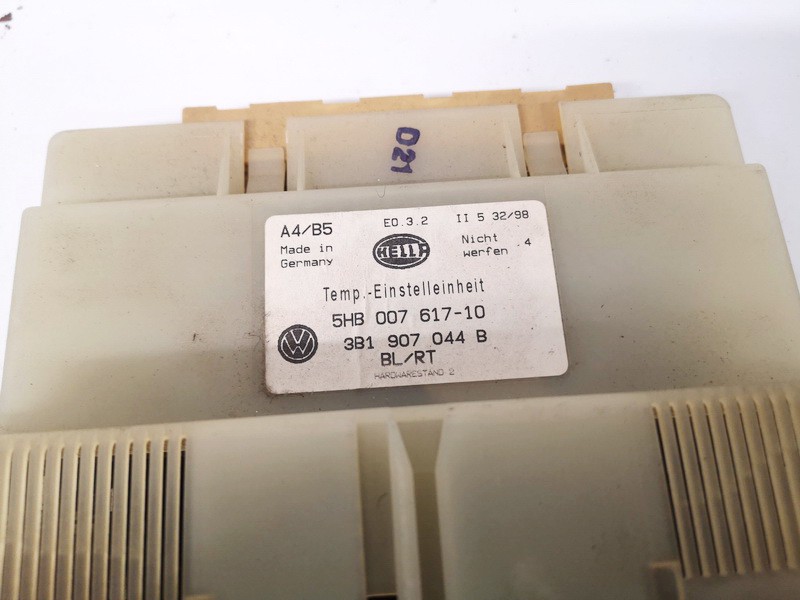 D21
A4/B5 E0.3.2 II 5 32/98
Made in Germany
HELLA
Nicht werfen .4
Temp.-Einstelleinheit
5HB 007 617-10
3B1 907 044 B
BL/RT
HARDWARESTAND 2